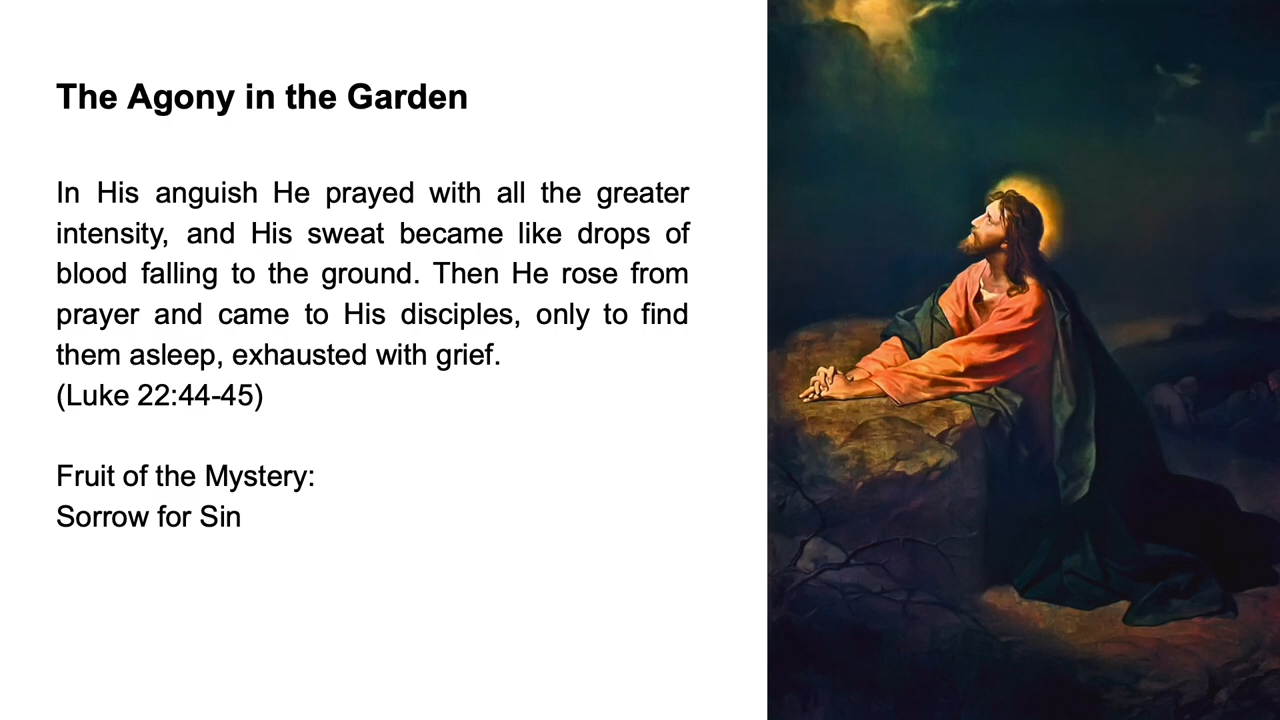 The Agony in the Garden
In His anguish He prayed with all the greater
intensity, and His sweat became like drops of
blood falling to the ground. Then He rose from
prayer and came to His disciples, only to find
them asleep, exhausted with grief.
(Luke 22:44-45)
Fruit of the Mystery:
Sorrow for Sin